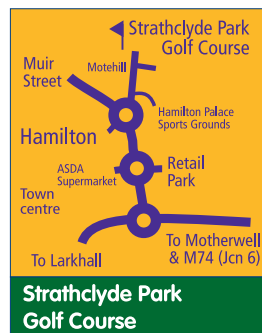 Strathclyde Park
Golf Course
Muir
Street
Motehill
Hamilton Palace
Sports Grounds
Hamilton
ASDA
Supermarket
Retail
Park
Town
centre
To Motherwell
& M74 (Jcn 6)
To Larkhall
Strathclyde Park
Golf Course